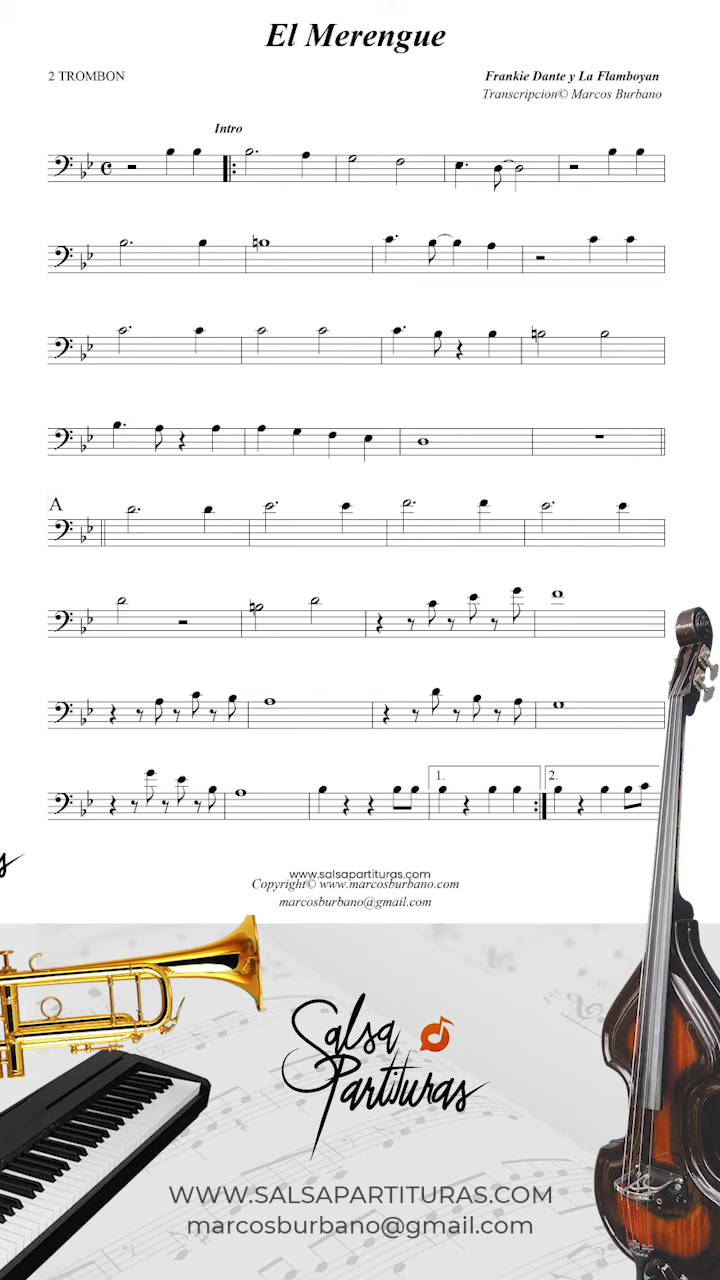 El Merengue
2 TROMBON
Frankie Dante y La Flamboyan
Transcripcion© Marcos Burbano
Intro
A
1.
2.
www.salsapartituras.com
Copyright© www.marcosburbano.com
marcosburbano@gmail.com
Salsa
Partituras
WWW.SALSAPARTITURAS.COM
marcosburbano@gmail.com